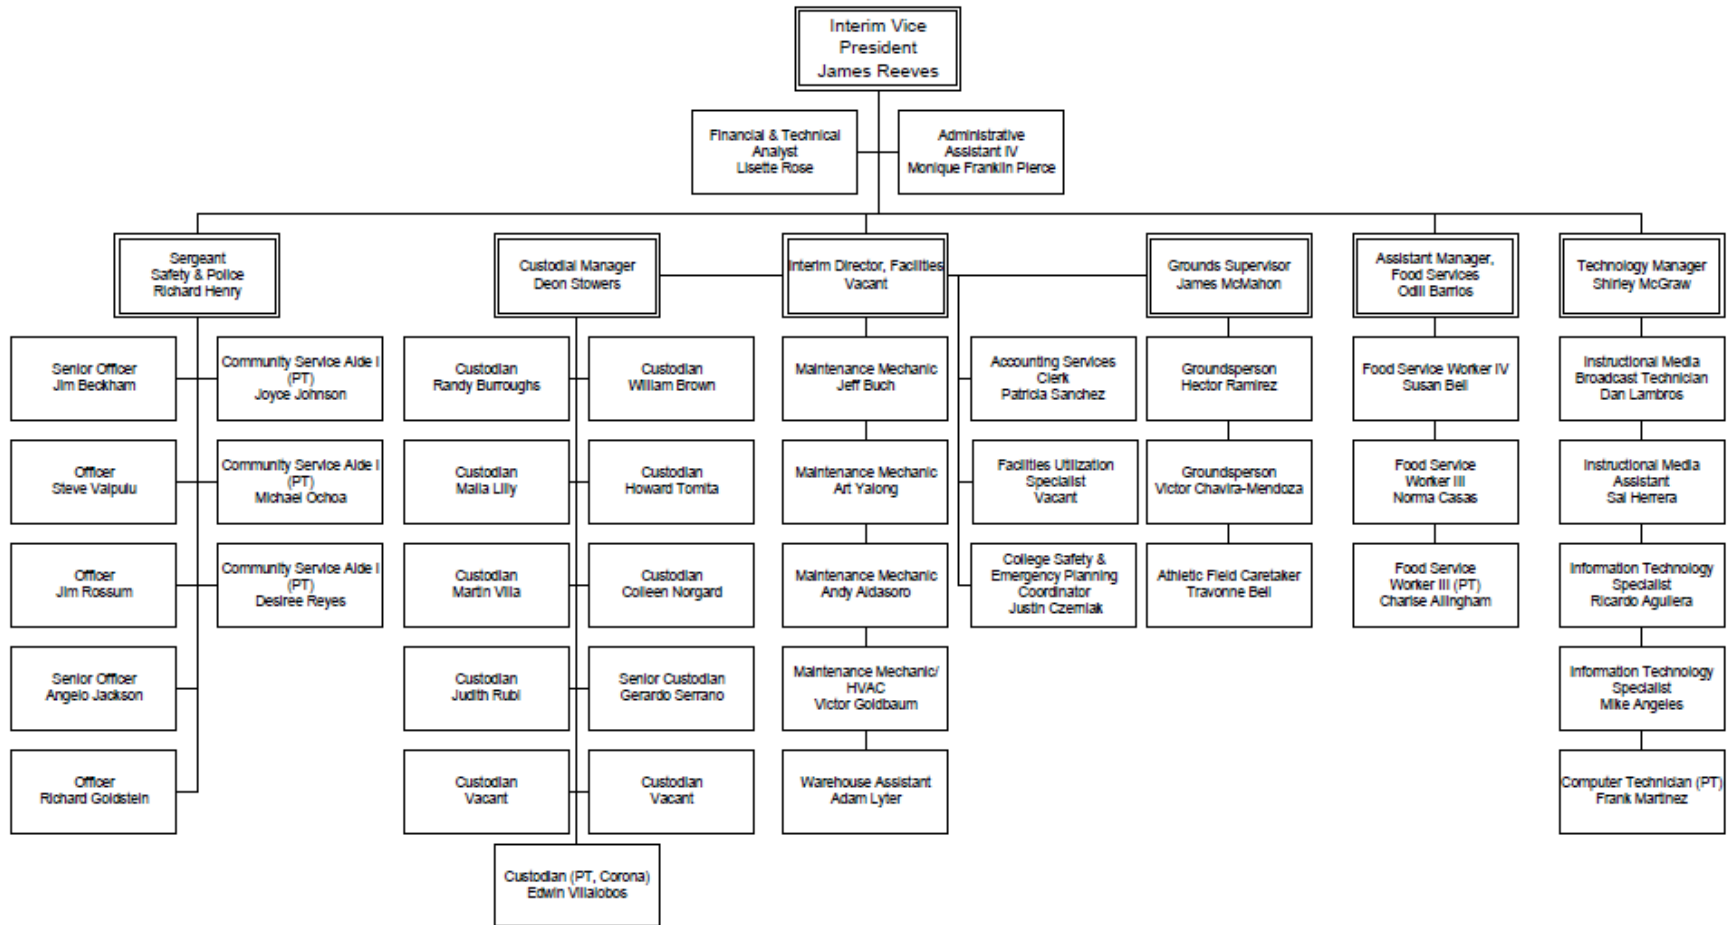 Interim Vice
President
James Reeves
Financial & Technical
Analyst
Lisette Rose
Administrative
Assistant IV
Monique Franklin Pierce
Sergeant
Safety & Police
Richard Henry
Custodial Manager
Deon Stowers
Interim Director, Facilities
Vacant
Grounds Supervisor
James McMahon
Assistant Manager,
Food Services
Odili Barrios
Technology Manager
Shirley McGraw
Senior Officer
Jim Beckham
Community Service Aide I
(PT)
Joyce Johnson
Custodian
Randy Burroughs
Custodian
William Brown
Maintenance Mechanic
Jeff Buch
Accounting Services
Clerk
Patricia Sanchez
Groundsperson
Hector Ramirez
Food Service Worker IV
Susan Bell
Instructional Media
Broadcast Technician
Dan Lambros
Officer
Steve Vaipulu
Community Service Aide I
(PT)
Michael Ochoa
Custodian
Malia Lilly
Custodian
Howard Tomita
Maintenance Mechanic
Art Yalong
Facilities Utilization
Specialist
Vacant
Groundsperson
Victor Chavira-Mendoza
Food Service
Worker III
Norma Casas
Instructional Media
Assistant
Sal Herrera
Officer
Jim Rossum
Community Service Aide I
(PT)
Desiree Reyes
Custodian
Martin Villa
Custodian
Colleen Norgard
Maintenance Mechanic
Andy Aldasoro
College Safety &
Emergency Planning
Coordinator
Justin Czerniak
Athletic Field Caretaker
Travonne Bell
Food Service
Worker III (PT)
Charise Allingham
Information Technology
Specialist
Ricardo Aguilera
Senior Officer
Angelo Jackson
Custodian
Judith Rubi
Senior Custodian
Gerardo Serrano
Maintenance Mechanic/
HVAC
Victor Goldbaum
Information Technology
Specialist
Mike Angeles
Officer
Richard Goldstein
Custodian
Vacant
Custodian
Vacant
Warehouse Assistant
Adam Lyter
Computer Technician (PT)
Frank Martinez
Custodian (PT, Corona)
Edwin Villalobos